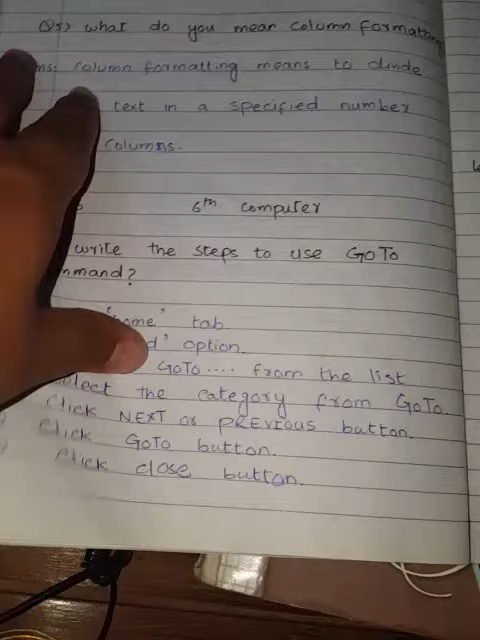 Q5) what do you mean column formatting
ns: column formatting means to divide
text in a specified number
columns.
6th computer
write the steps to use GoTo
mmand?
'home' tab
d' option.
GoTo.... from the list
select the category from GoTo
click NEXT or PREVIOUS button.
click GoTo button.
click close button.